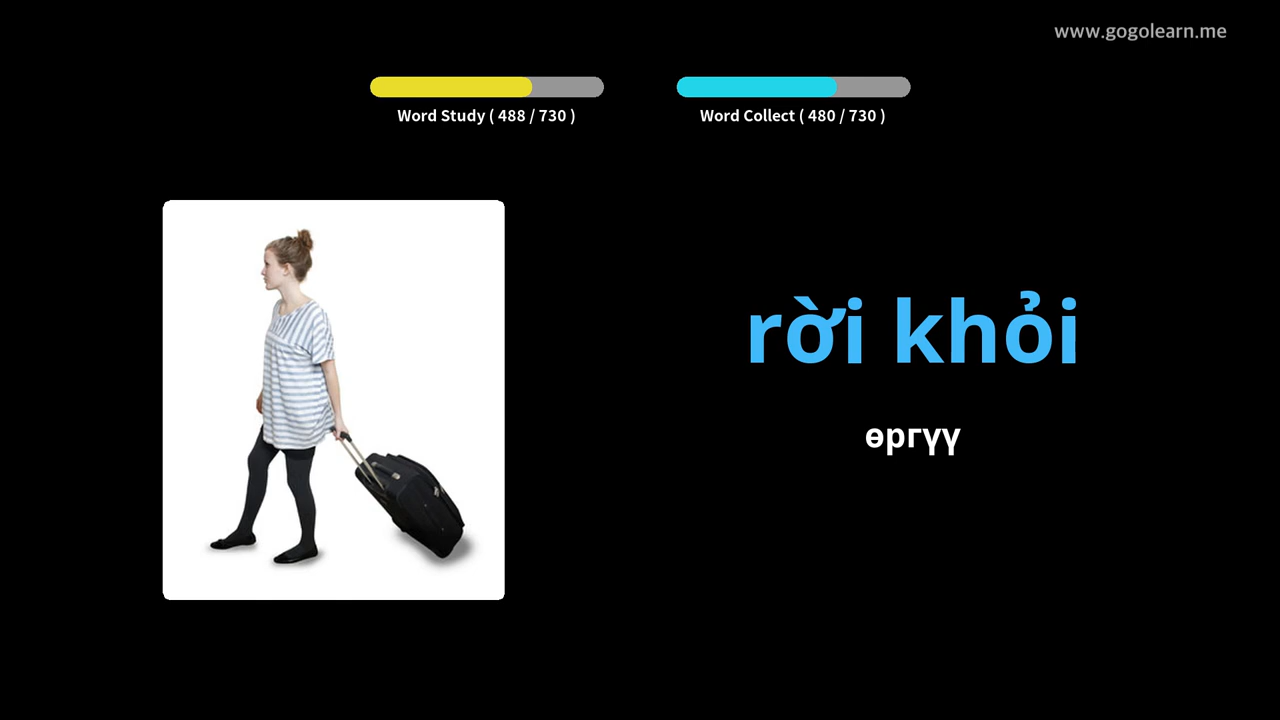 www.gogolearn.me
Word Study ( 488 / 730 )
Word Collect ( 480 / 730 )
rời khỏi
өргүү